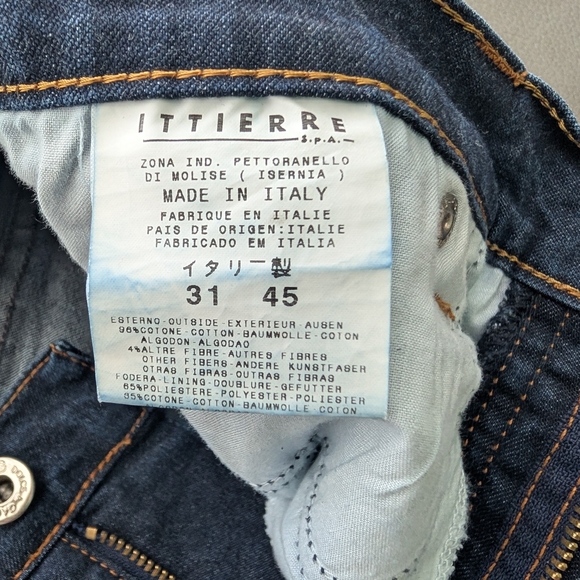 ITTIERRE
S.p.A.
ZONA IND. PETTORANELLO
DI MOLISE ( ISERNIA )
MADE IN ITALY
FABRIQUE EN ITALIE
PAIS DE ORIGEN:ITALIE
FABRICADO EM ITALIA
イタリー製
31 45
ESTERNO-OUTSIDE-EXTERIEUR-AUSEN
96%COTONE-COTTON-BAUMWOLLE-COTON
ALGODON-ALGODAO
4%ALTRE FIBRE-AUTRES FIBRES
OTHER FIBERS-ANDERE KUNSTFASER
OTRAS FIBRAS-OUTRAS FIBRAS
FODERA-LINING-DOUBLURE-GEFUTTER
65%POLIESTERE-POLYESTER-POLYESTER
35%COTONE-COTTON-BAUMWOLLE COTON